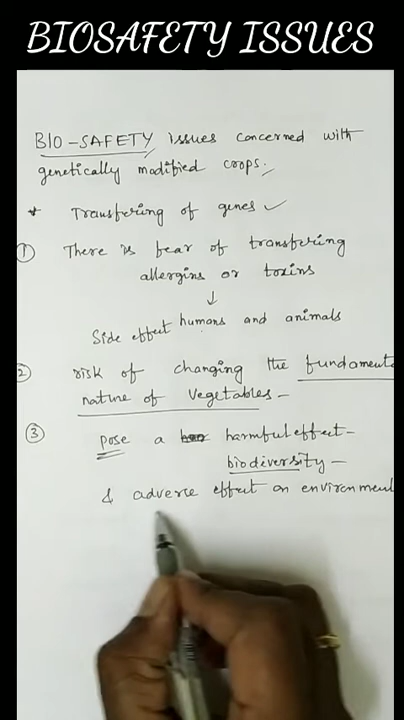 BIOSAFETY ISSUES
BIO-SAFETY issues concerned with
genetically modified crops.
* Transfering of genes ✓
① There is fear of transfering
allergins or toxins
↓
Side effect humans and animals
② risk of changing the fundamenta
nature of vegetables -
③ pose a harmful effect -
biodiversity -
& adverce effect on environment